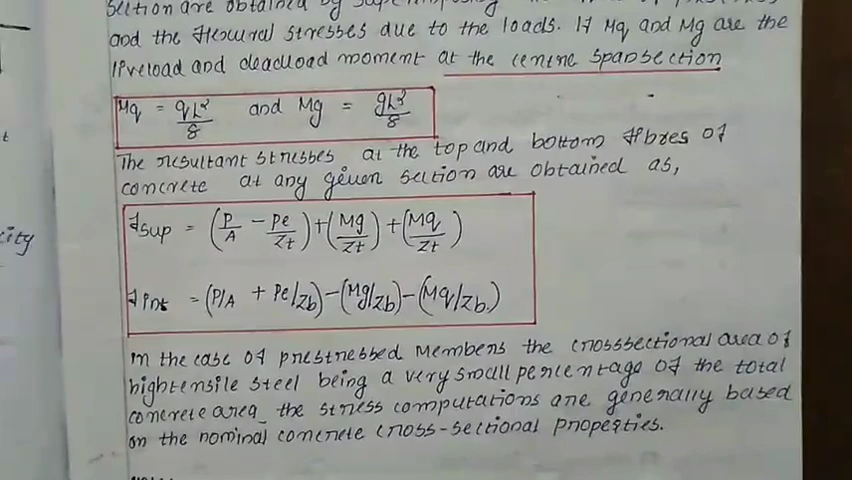 section are obtained by superimposing
and the flexural stresses due to the loads. If Mq and Mg are the
liveload and deadload moment at the centre span section
Mq = qL²/8 and Mg = gL²/8
The resultant stresses at the top and bottom fibres of
concrete at any given section are obtained as,
fsup = (P/A - Pe/Zt) + (Mg/Zt) + (Mq/Zt)
finf = (P/A + Pe/Zb) - (Mg/Zb) - (Mq/Zb)
In the case of prestressed members the crosssectional area of
hightensile steel being a very small percentage of the total
concrete area the stress computations are generally based
on the nominal concrete cross-sectional properties.
city